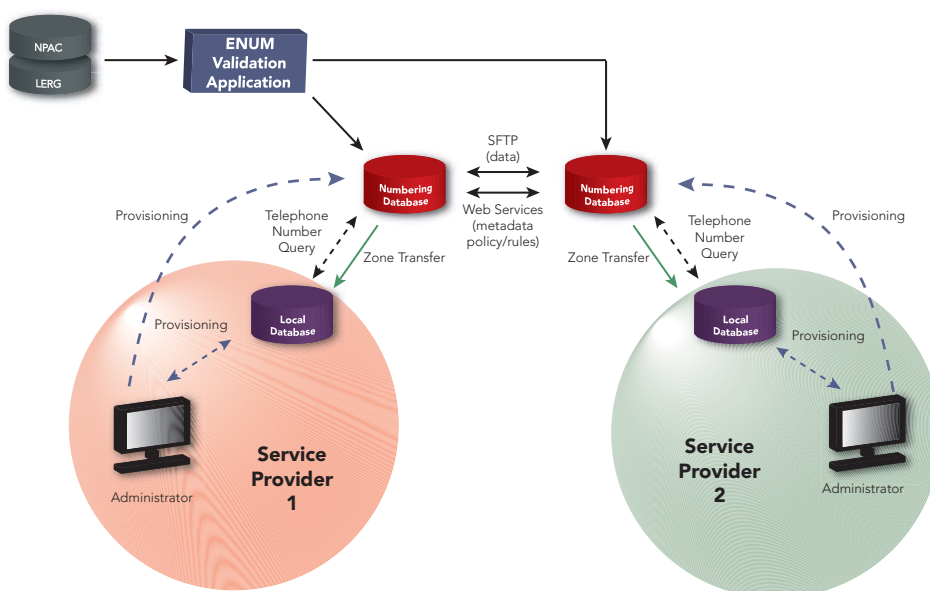 NPAC
LERG
ENUM
Validation
Application
SFTP
(data)
Numbering
Database
Numbering
Database
Web Services
(metadata
policy/rules)
Provisioning
Telephone
Number
Query
Zone Transfer
Zone Transfer
Telephone
Number
Query
Provisioning
Local
Database
Provisioning
Local
Database
Provisioning
Service
Provider
1
Administrator
Service
Provider
2
Administrator